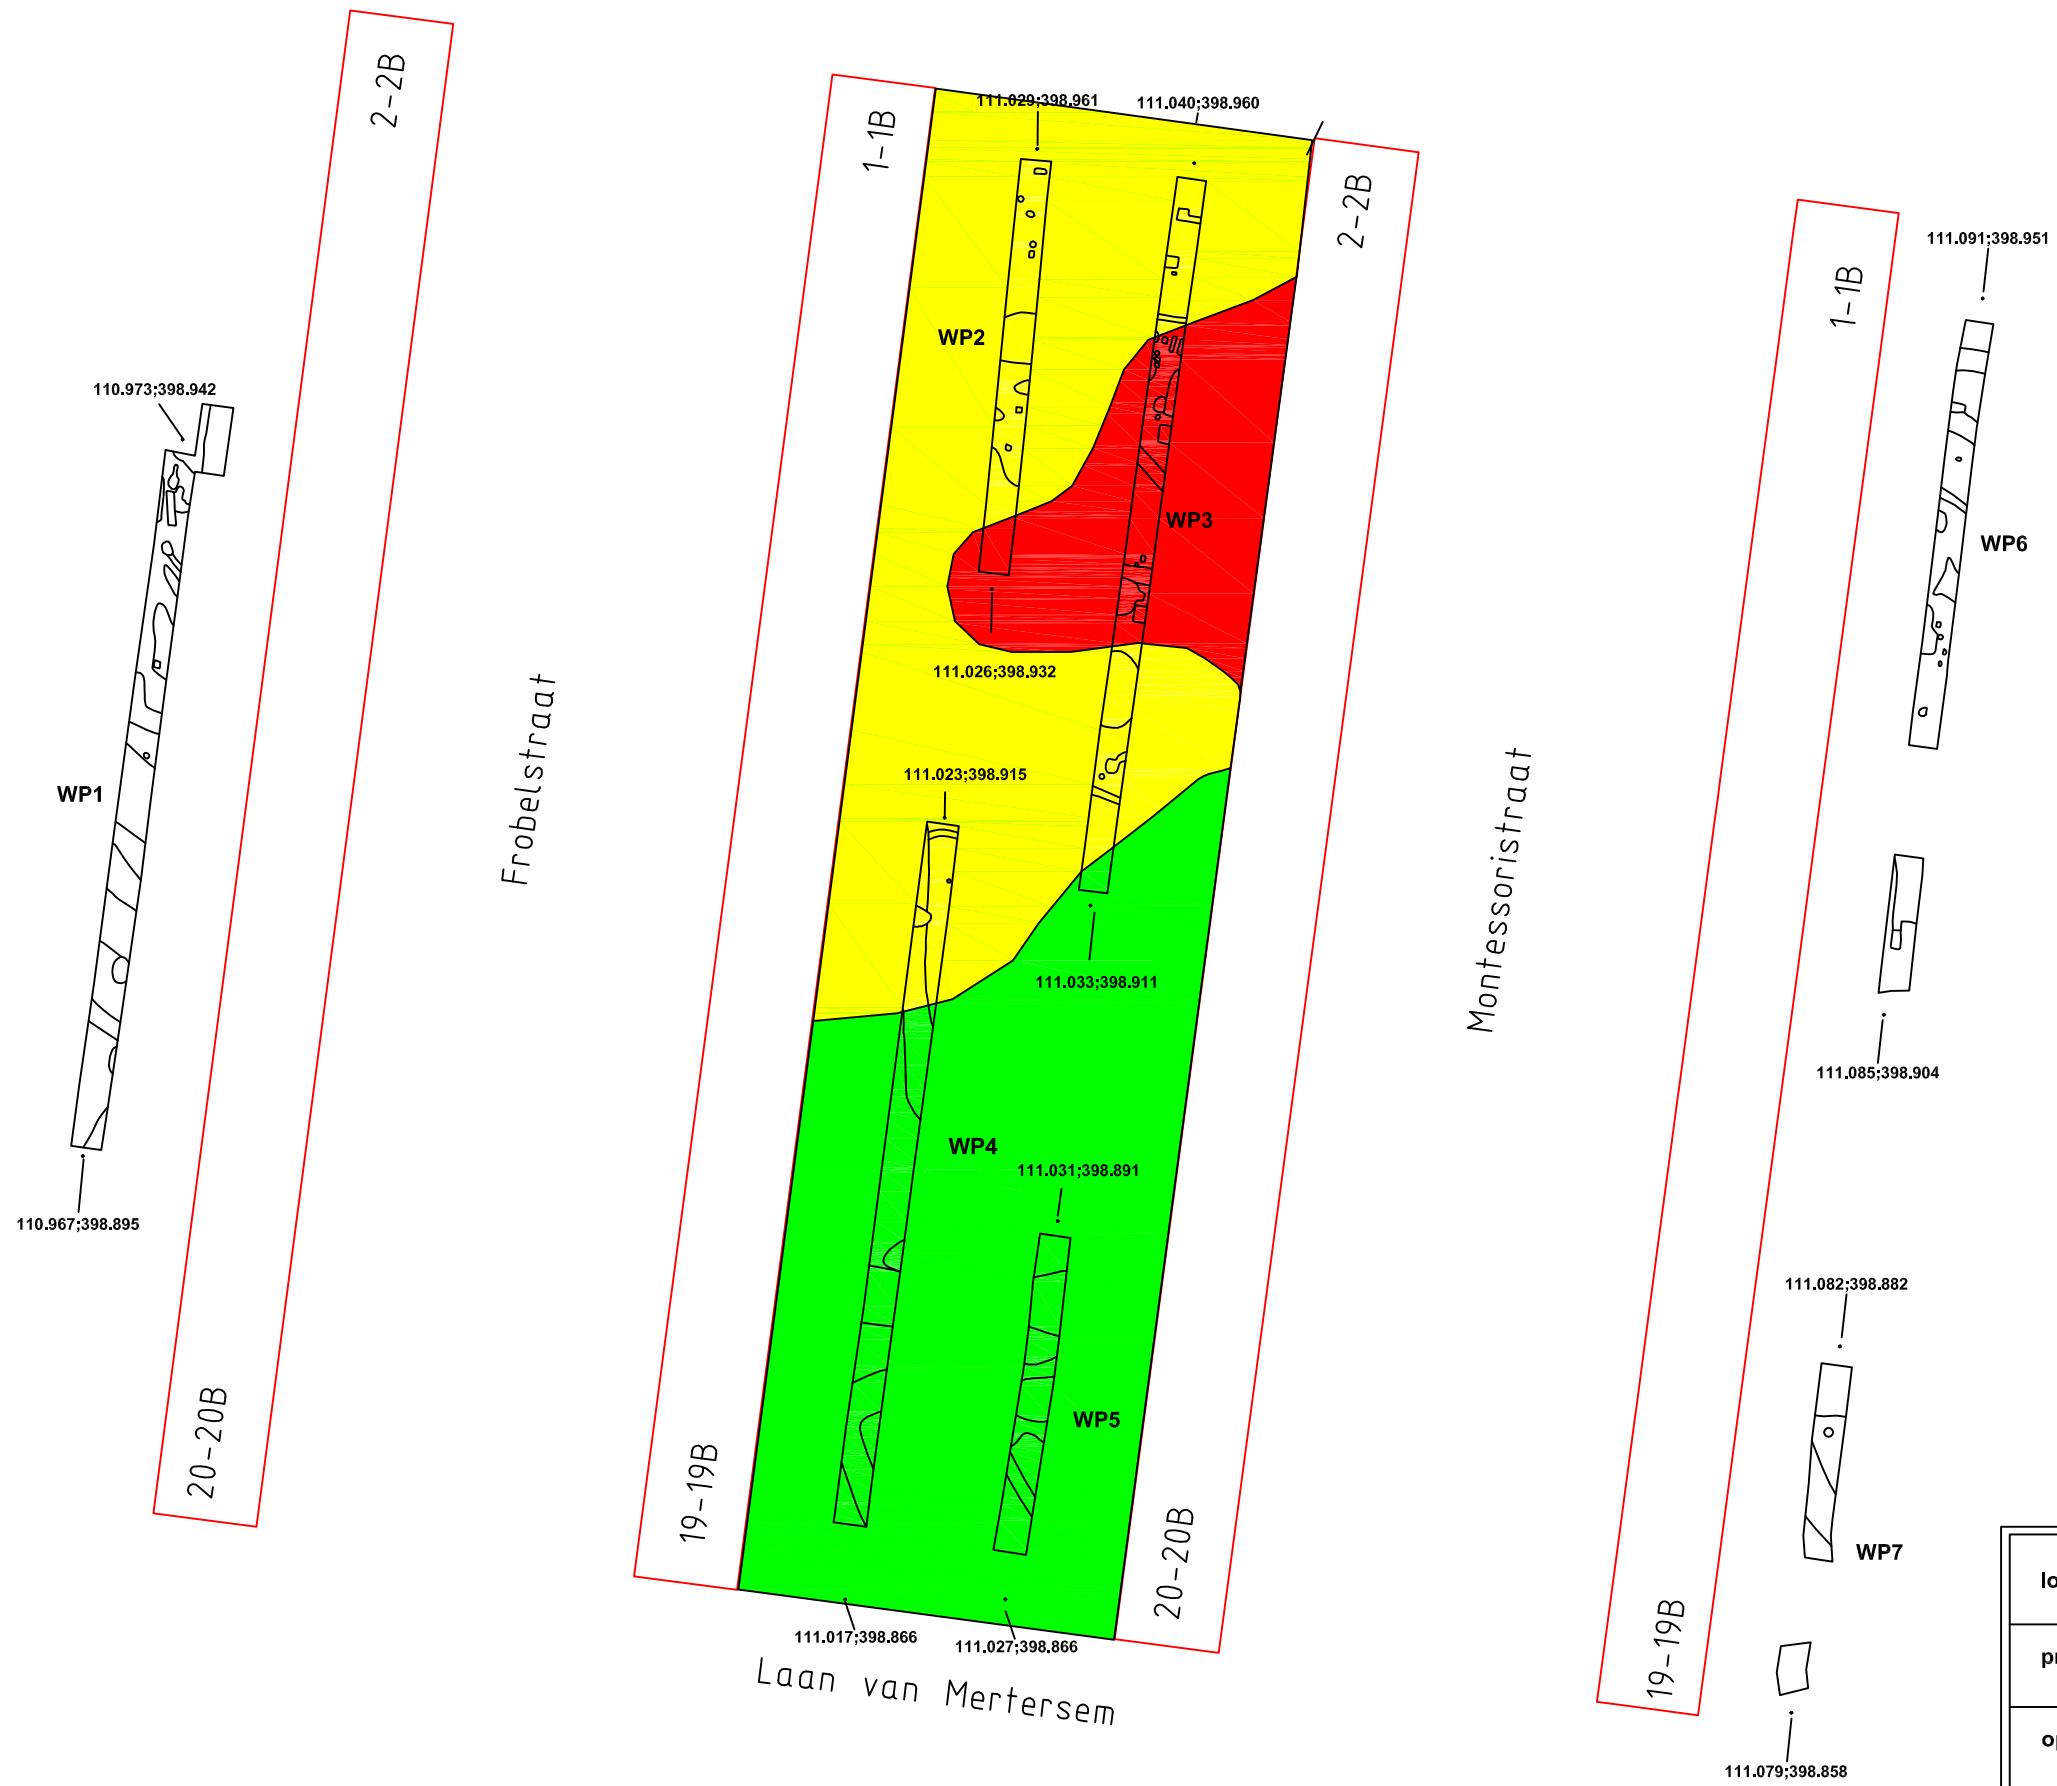 2-2B
111.029;398.961
111.040;398.960
1-1B
2-2B
111.091;398.951
1-1B
WP2
110.973;398.942
WP3
WP6
111.026;398.932
Frobelstraat
111.023;398.915
WP1
Montessoristraat
111.033;398.911
111.085;398.904
WP4
111.031;398.891
110.967;398.895
111.082;398.882
20-20B
WP5
19-19B
20-20B
WP7
111.017;398.866
111.027;398.866
19-19B
Laan van Mertersem
111.079;398.858